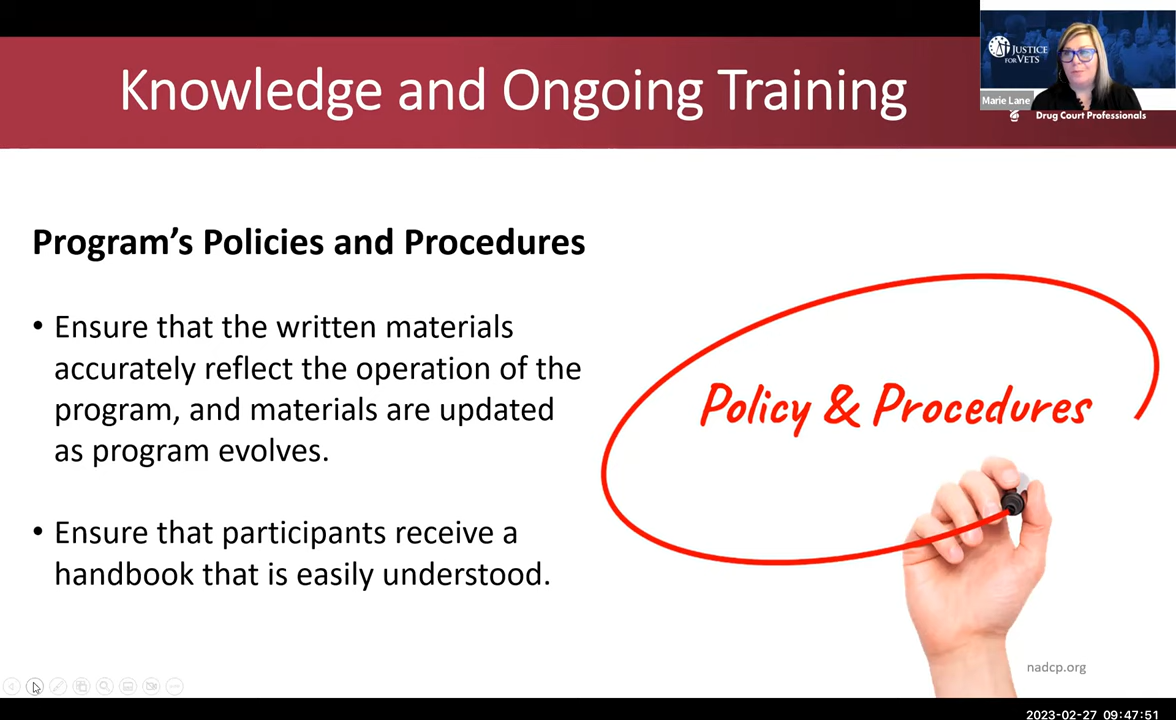 Knowledge and Ongoing Training
JUSTICE
FOR VETS
Marie Lane
Drug Court Professionals
Program's Policies and Procedures
• Ensure that the written materials
accurately reflect the operation of the
program, and materials are updated
as program evolves.
• Ensure that participants receive a
handbook that is easily understood.
Policy & Procedures
nadcp.org
2023-02-27 09:47:51